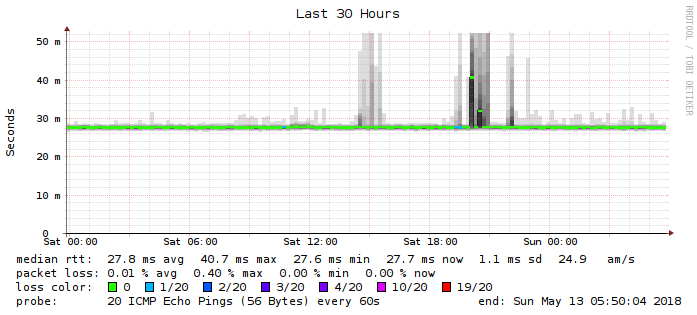 Last 30 Hours
RRDTOOL / TOBI OETIKER
Seconds
50 m
40 m
30 m
20 m
10 m
0
Sat 00:00 Sat 06:00 Sat 12:00 Sat 18:00 Sun 00:00
median rtt: 27.8 ms avg 40.7 ms max 27.6 ms min 27.7 ms now 1.1 ms sd 24.9 am/s
packet loss: 0.01 % avg 0.40 % max 0.00 % min 0.00 % now
loss color: 0 1/20 2/20 3/20 4/20 10/20 19/20
probe: 20 ICMP Echo Pings (56 Bytes) every 60s end: Sun May 13 05:50:04 2018